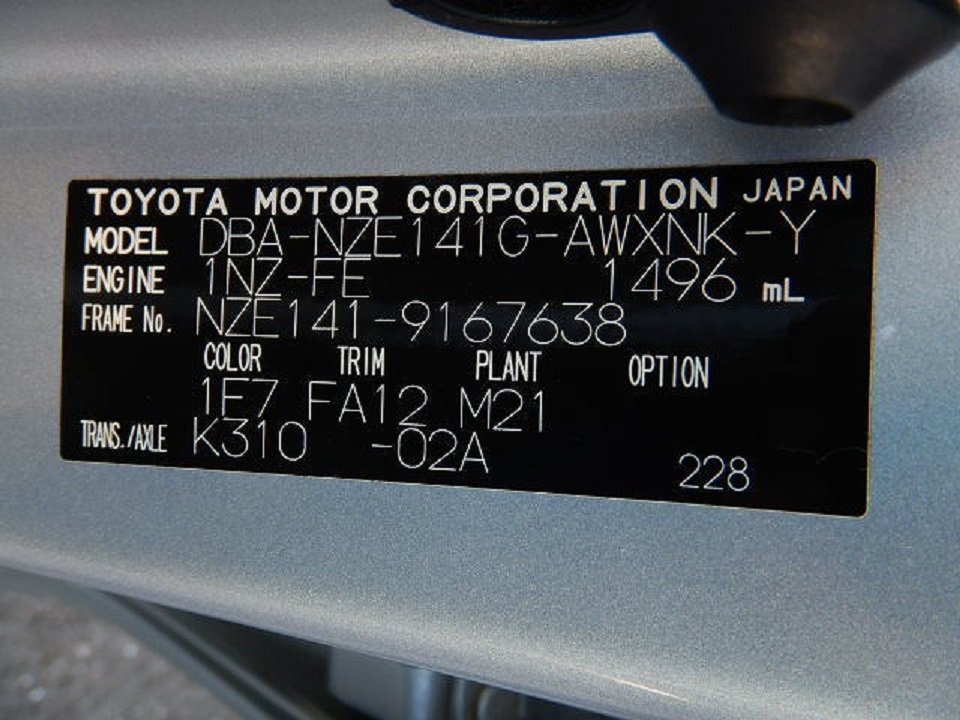 TOYOTA MOTOR CORPORATION JAPAN
MODEL DBA-NZE141G-AWXNK-Y
ENGINE 1NZ-FE 1496 mL
FRAME No. NZE141-9167638
COLOR TRIM PLANT OPTION
1E7 FA12 M21
TRANS./AXLE K310 -02A
228